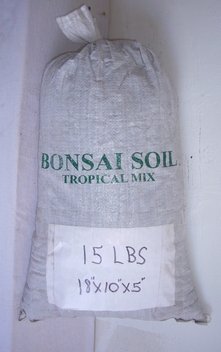 BONSAI SOIL
TROPICAL MIX
15 LBS
18"X10"X5"